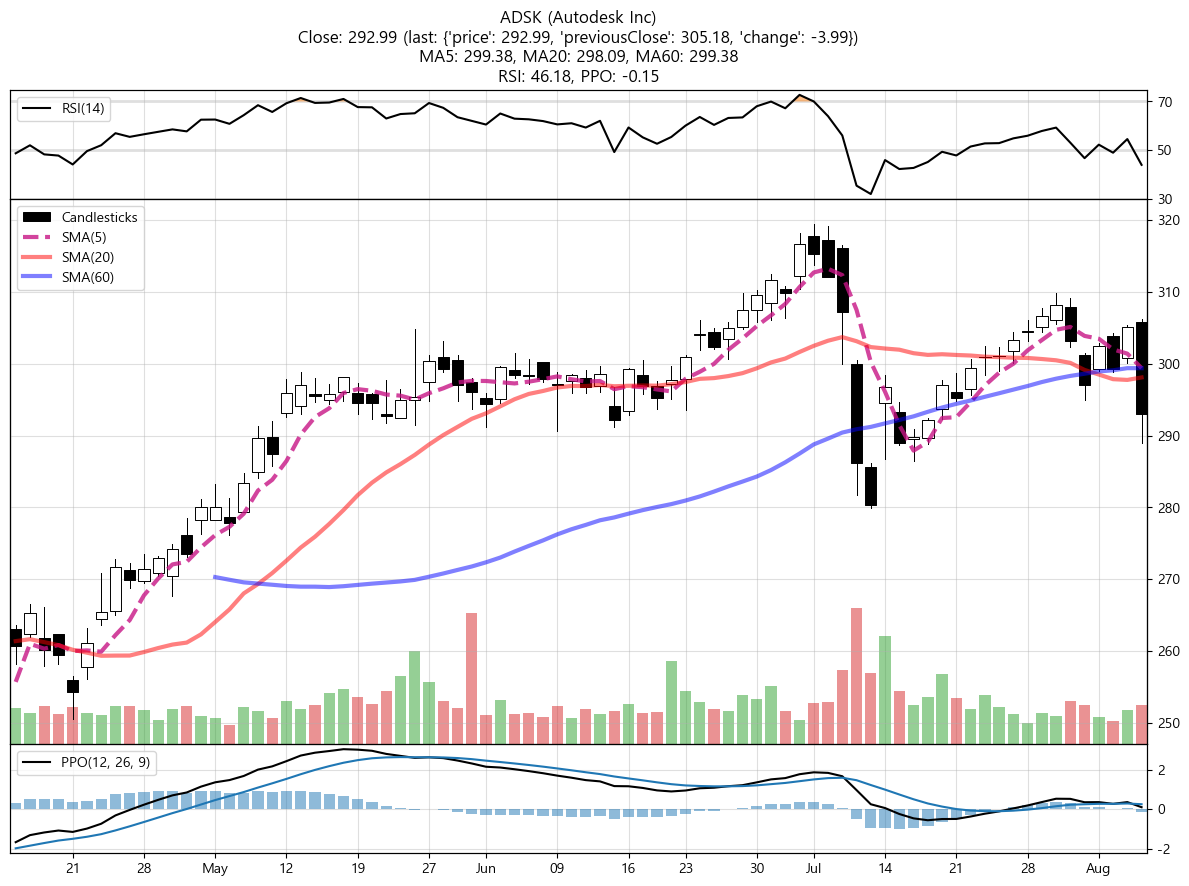 ADSK (Autodesk Inc)
Close: 292.99 (last: {'price': 292.99, 'previousClose': 305.18, 'change': -3.99})
MA5: 299.38, MA20: 298.09, MA60: 299.38
RSI: 46.18, PPO: -0.15
RSI(14)
70
50
30
Candlesticks
SMA(5)
SMA(20)
SMA(60)
320
310
300
290
280
270
260
250
PPO(12, 26, 9)
2
0
-2
21 28 May 12 19 27 Jun 09 16 23 30 Jul 14 21 28 Aug